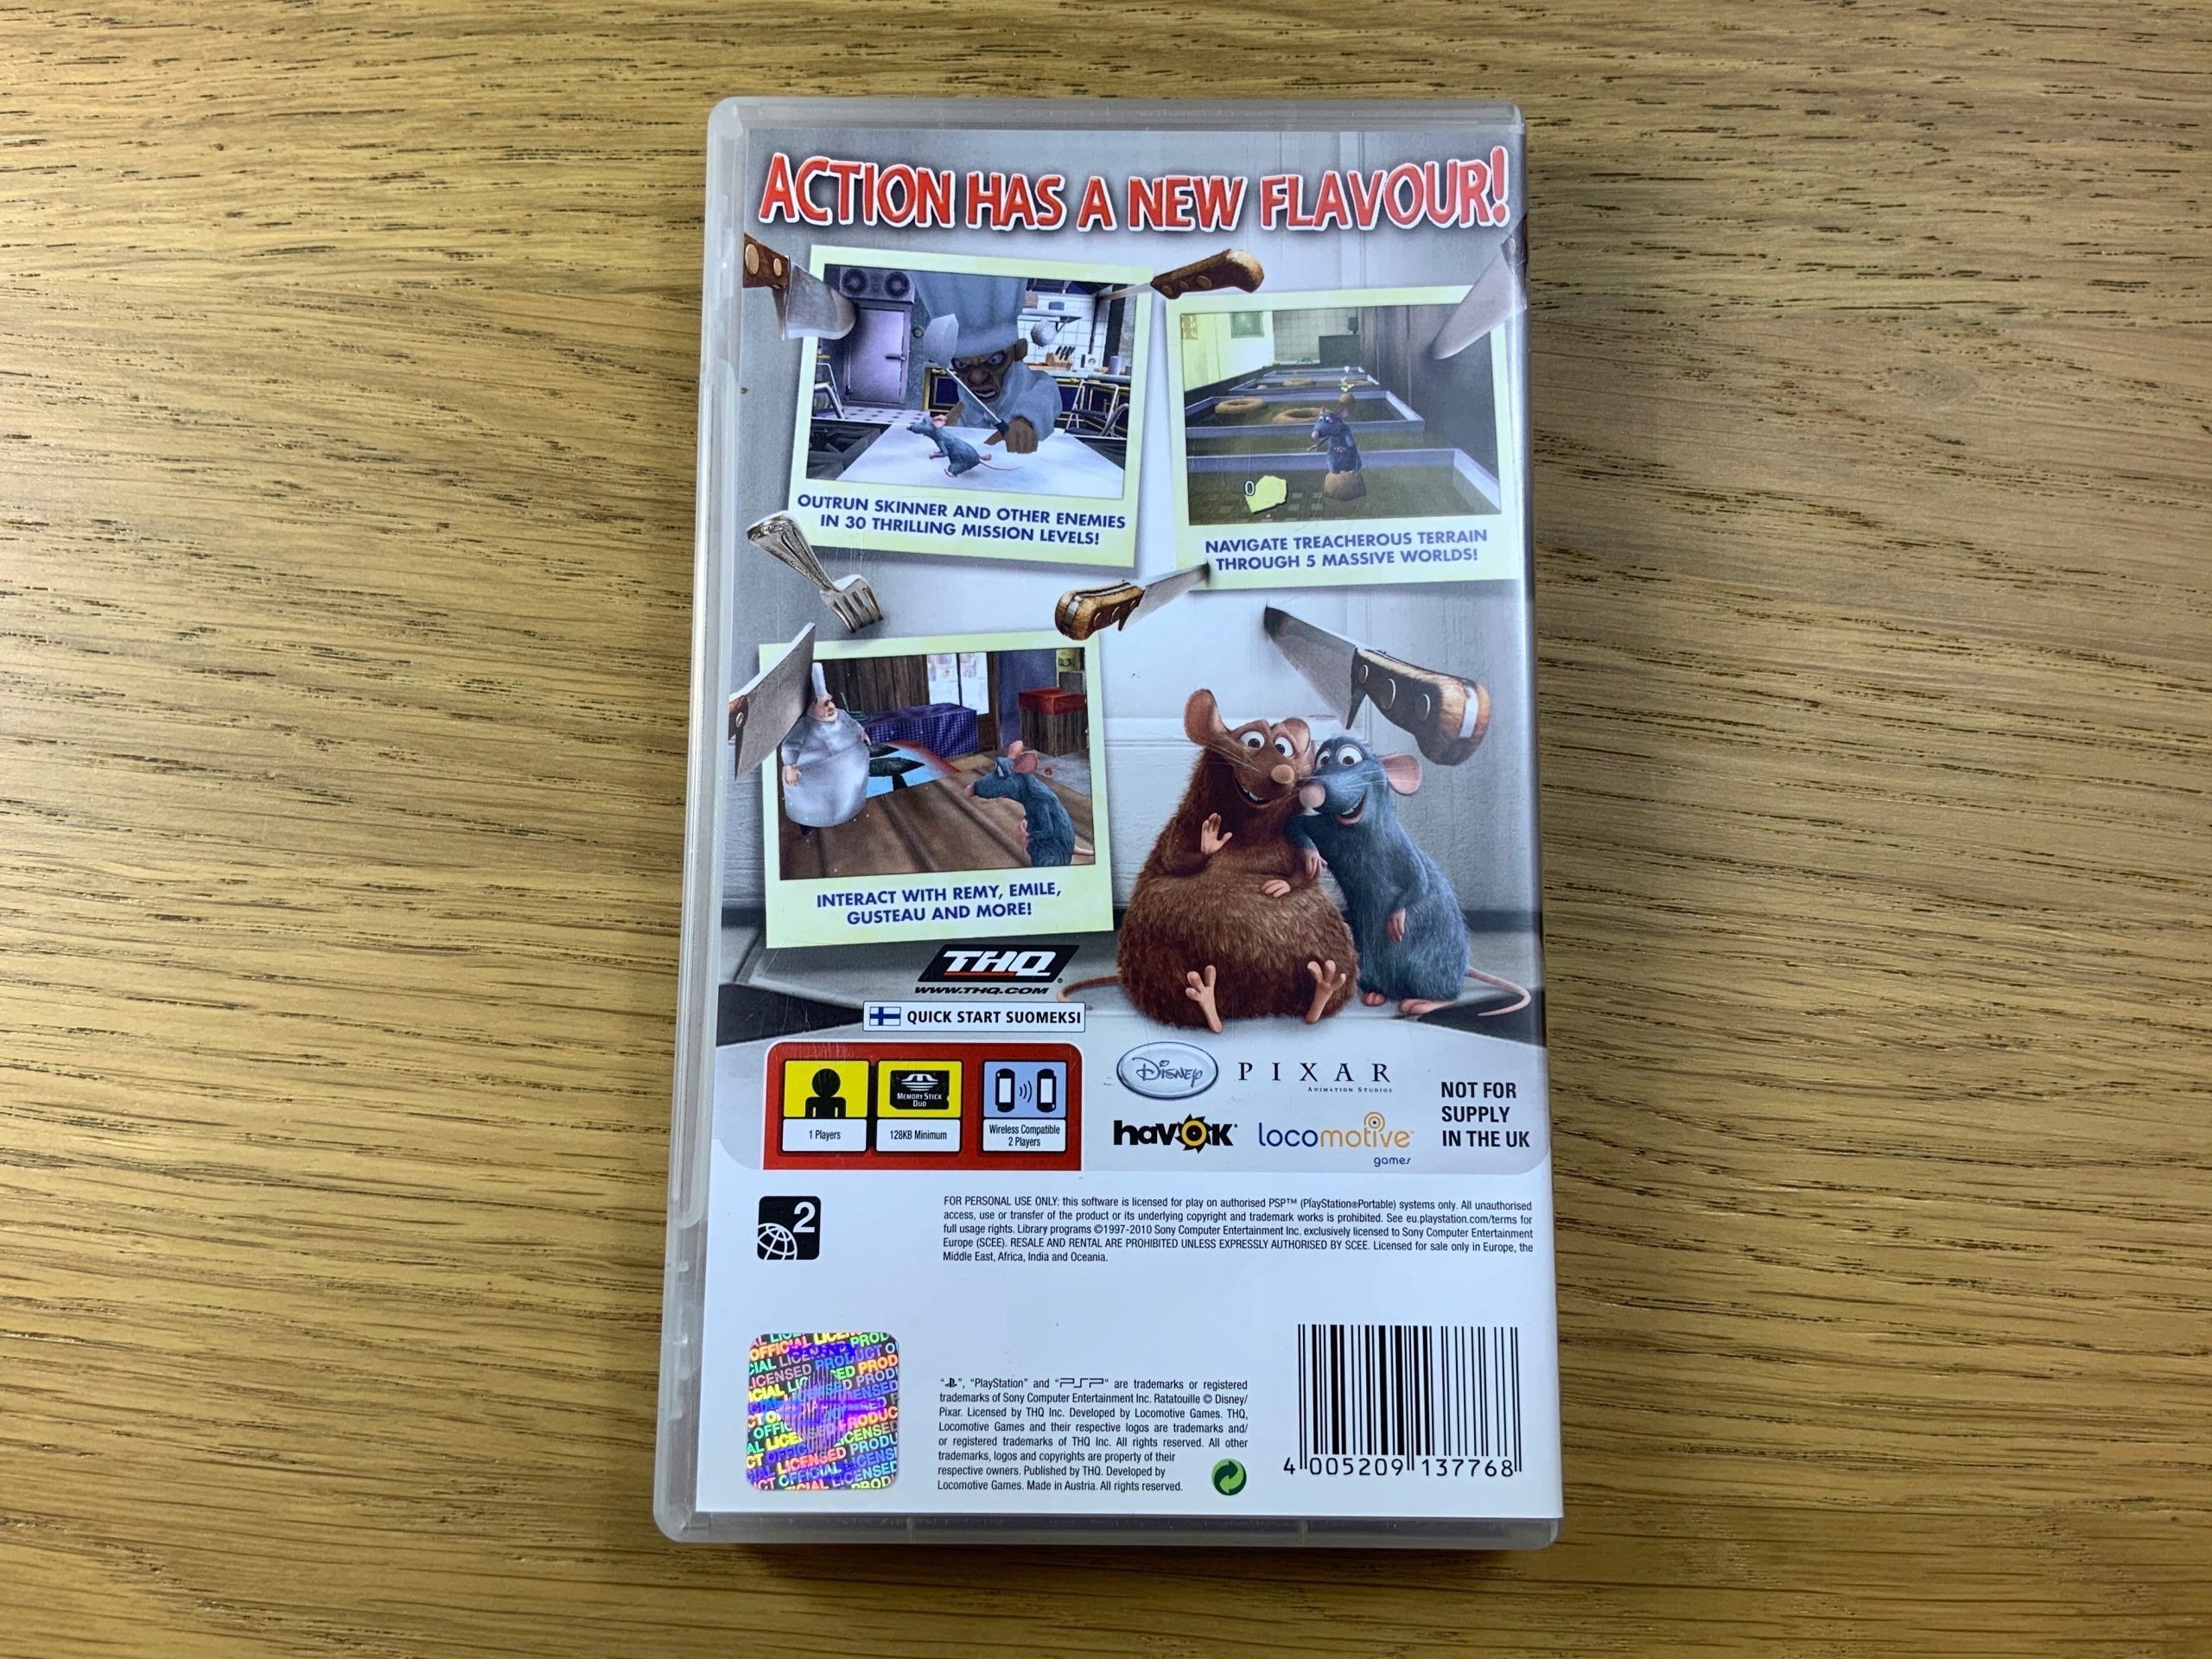 ACTION HAS A NEW FLAVOUR!
OUTRUN SKINNER AND OTHER ENEMIES
IN 30 THRILLING MISSION LEVELS!
0
NAVIGATE TREACHEROUS TERRAIN
THROUGH 5 MASSIVE WORLDS!
INTERACT WITH REMY, EMILE,
GUSTEAU AND MORE!
THQ
WWW.THQ.COM
QUICK START SUOMEKSI
1 Players
MEMORY STICK
DUO
128KB Minimum
Wireless Compatible
2 Players
DISNEY PIXAR
ANIMATION STUDIOS
havok
locomotive
games
NOT FOR
SUPPLY
IN THE UK
2
FOR PERSONAL USE ONLY: this software is licensed for play on authorised PSP™ (PlayStation®Portable) systems only. All unauthorised
access, use or transfer of the product or its underlying copyright and trademark works is prohibited. See eu.playstation.com/terms for
full usage rights. Library programs ©1997-2010 Sony Computer Entertainment Inc. exclusively licensed to Sony Computer Entertainment
Europe (SCEE). RESALE AND RENTAL ARE PROHIBITED UNLESS EXPRESSLY AUTHORISED BY SCEE. Licensed for sale only in Europe, the
Middle East, Africa, India and Oceania.
OFFICIAL LICENSED PRODUCT
"", "PlayStation" and "PSP" are trademarks or registered
trademarks of Sony Computer Entertainment Inc. Ratatouille © Disney/
Pixar. Licensed by THQ Inc. Developed by Locomotive Games. THQ,
Locomotive Games and their respective logos are trademarks and/
or registered trademarks of THQ Inc. All rights reserved. All other
trademarks, logos and copyrights are property of their
respective owners. Published by THQ. Developed by
Locomotive Games. Made in Austria. All rights reserved.
4 005209 137768